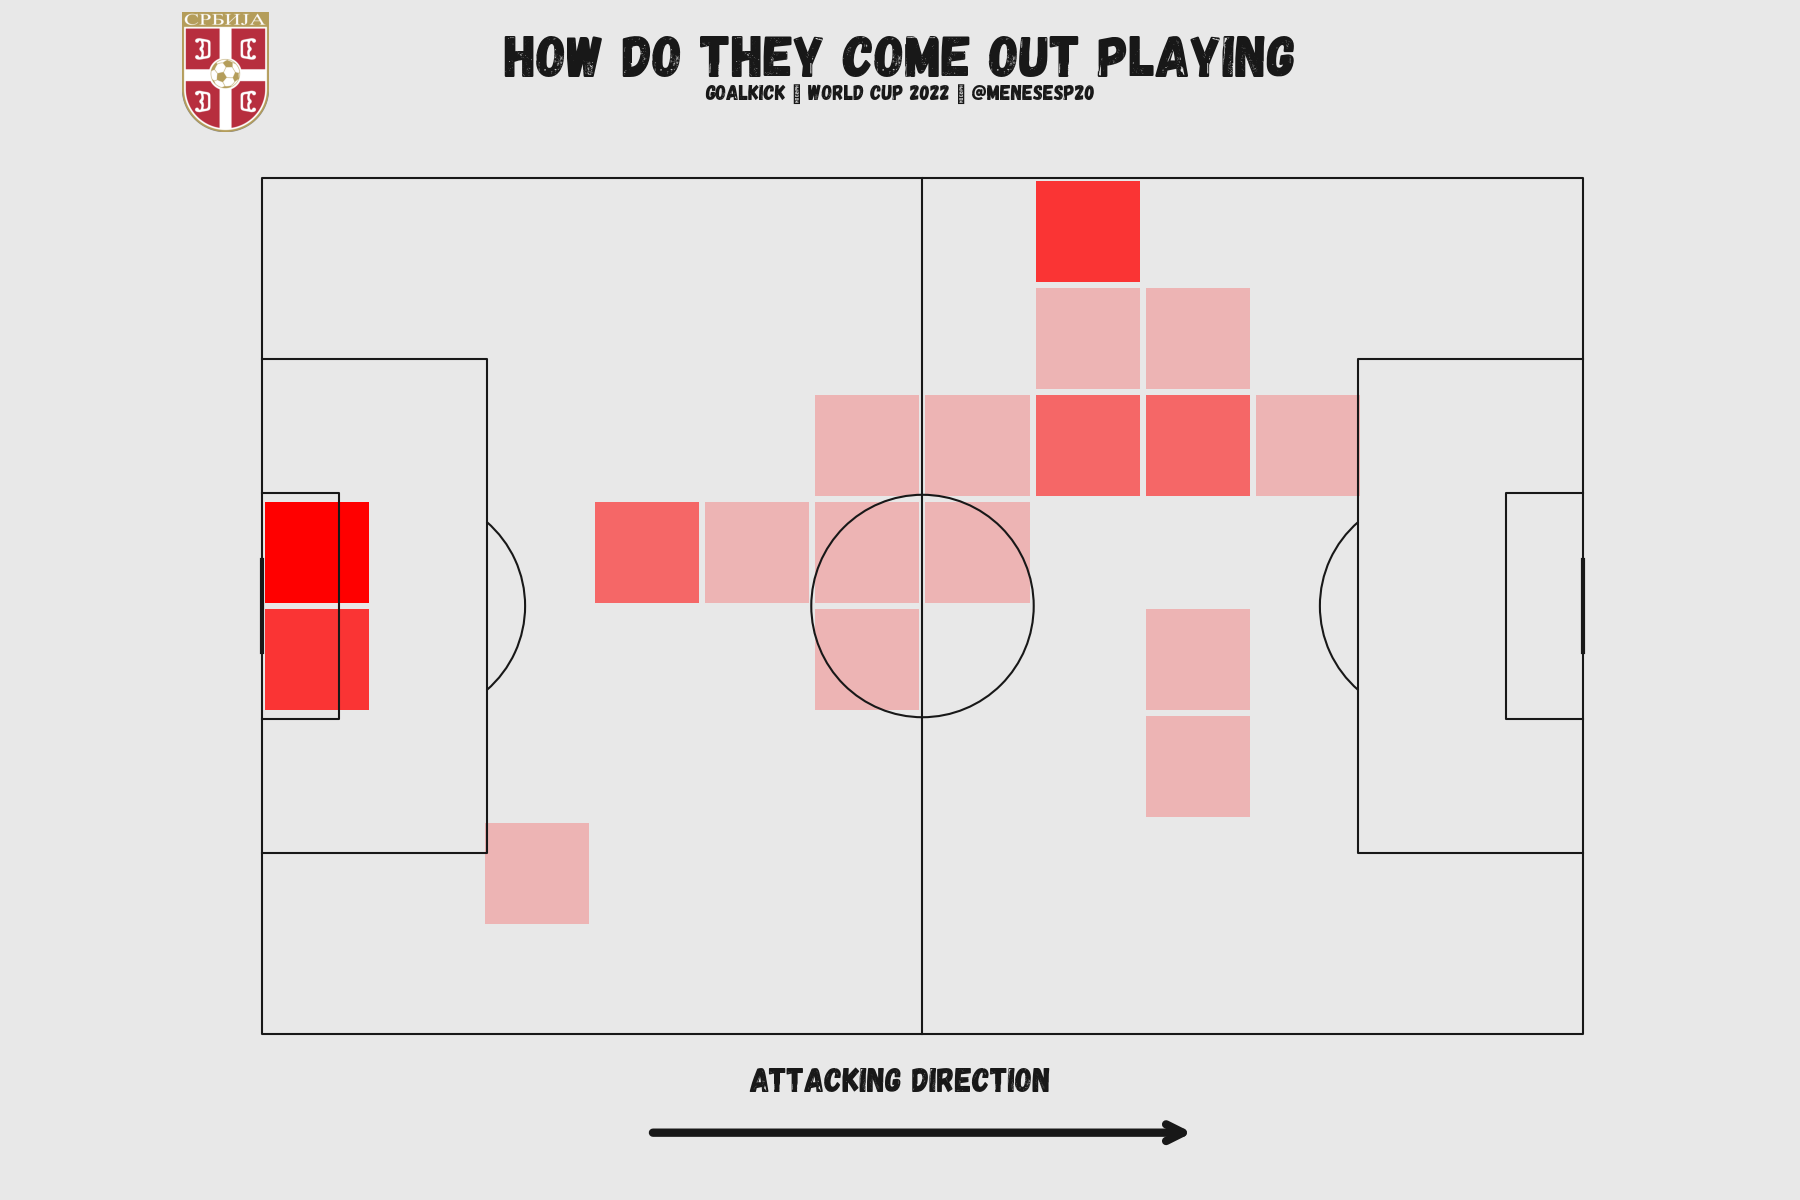 СРБИЈА
HOW DO THEY COME OUT PLAYING
GOALKICK ▯ WORLD CUP 2022 ▯ @MENESESP20
ATTACKING DIRECTION